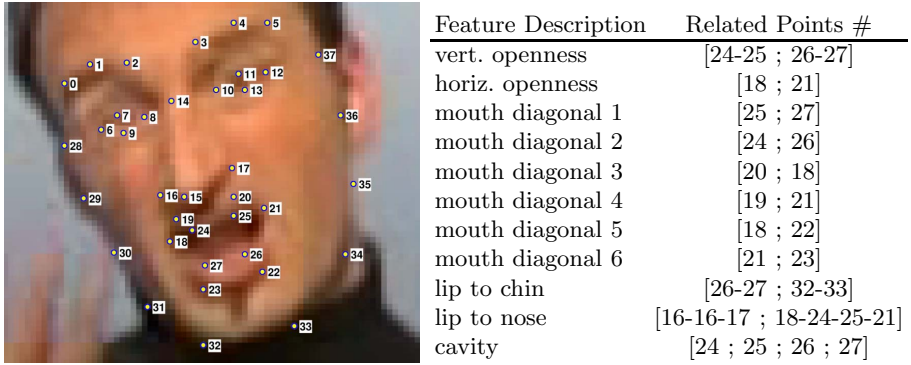 4 5
3
37
1 2
11 12
0
10 13
14
7 8
36
6 9
28
17
35
16 15 20
29
21
19 25
24
18
30
26 34
27
22
23
31
33
32
Feature Description Related Points #
vert. openness [24-25 ; 26-27]
horiz. openness [18 ; 21]
mouth diagonal 1 [25 ; 27]
mouth diagonal 2 [24 ; 26]
mouth diagonal 3 [20 ; 18]
mouth diagonal 4 [19 ; 21]
mouth diagonal 5 [18 ; 22]
mouth diagonal 6 [21 ; 23]
lip to chin [26-27 ; 32-33]
lip to nose [16-16-17 ; 18-24-25-21]
cavity [24 ; 25 ; 26 ; 27]